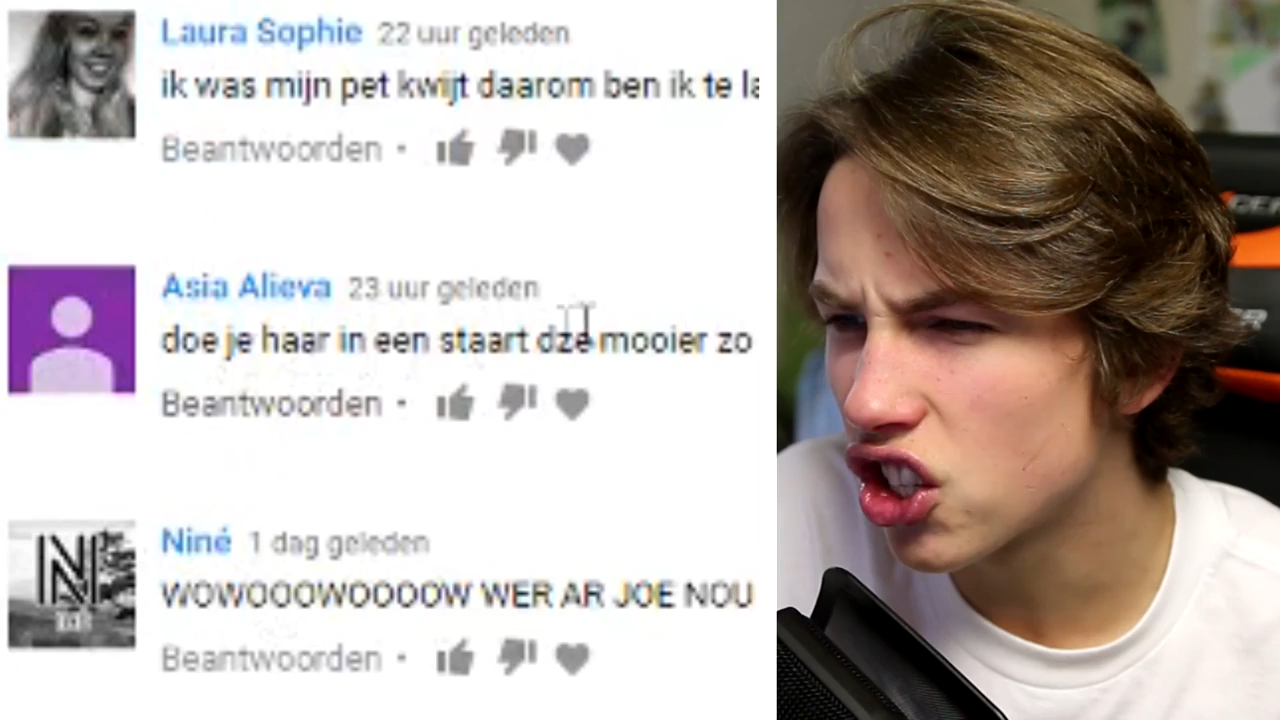 Laura Sophie 22 uur geleden
ik was mijn pet kwijt daarom ben ik te la
Beantwoorden •
Asia Alieva 23 uur geleden
doe je haar in een staart dze mooier zo
Beantwoorden •
Niné 1 dag geleden
WOWOOOWOOOOW WER AR JOE NOU
Beantwoorden •